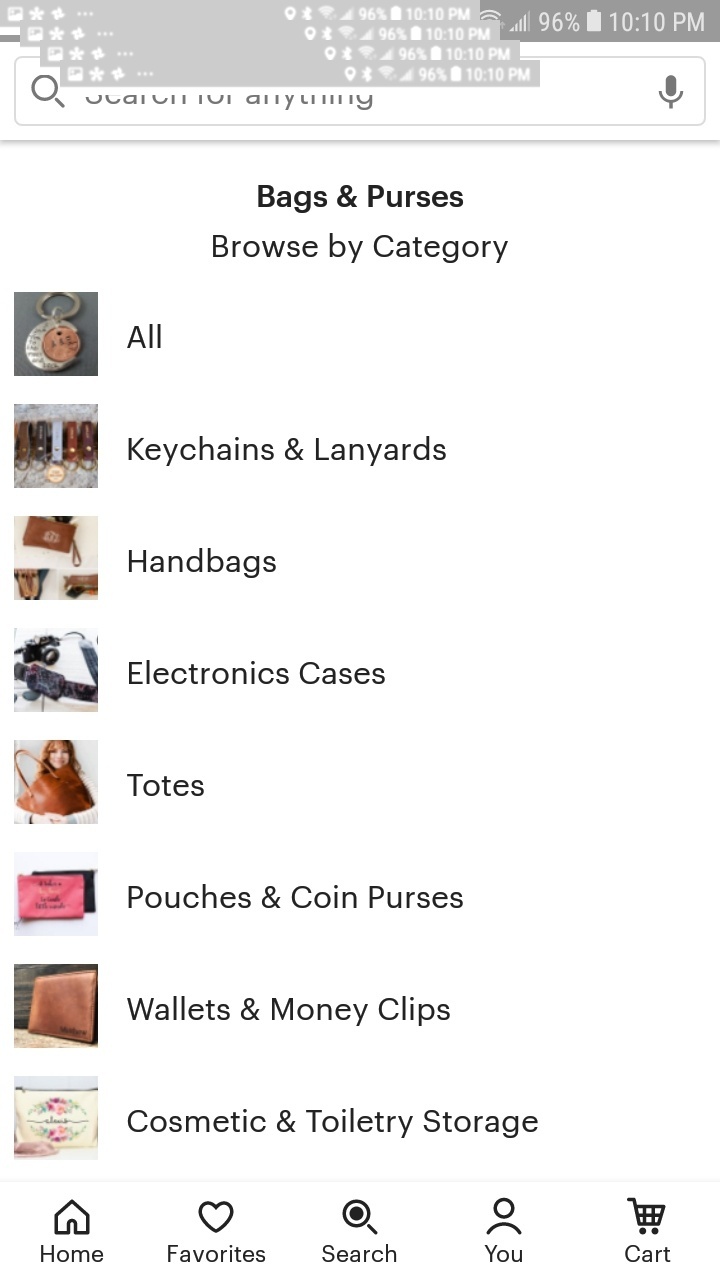 96% 10:10 PM
96% 10:10 PM
96% 10:10 PM
96% 10:10 PM
96% 10:10 PM
Search for anything
Bags & Purses
Browse by Category
All
Keychains & Lanyards
Handbags
Electronics Cases
Totes
Pouches & Coin Purses
Wallets & Money Clips
Cosmetic & Toiletry Storage
Home Favorites Search You Cart